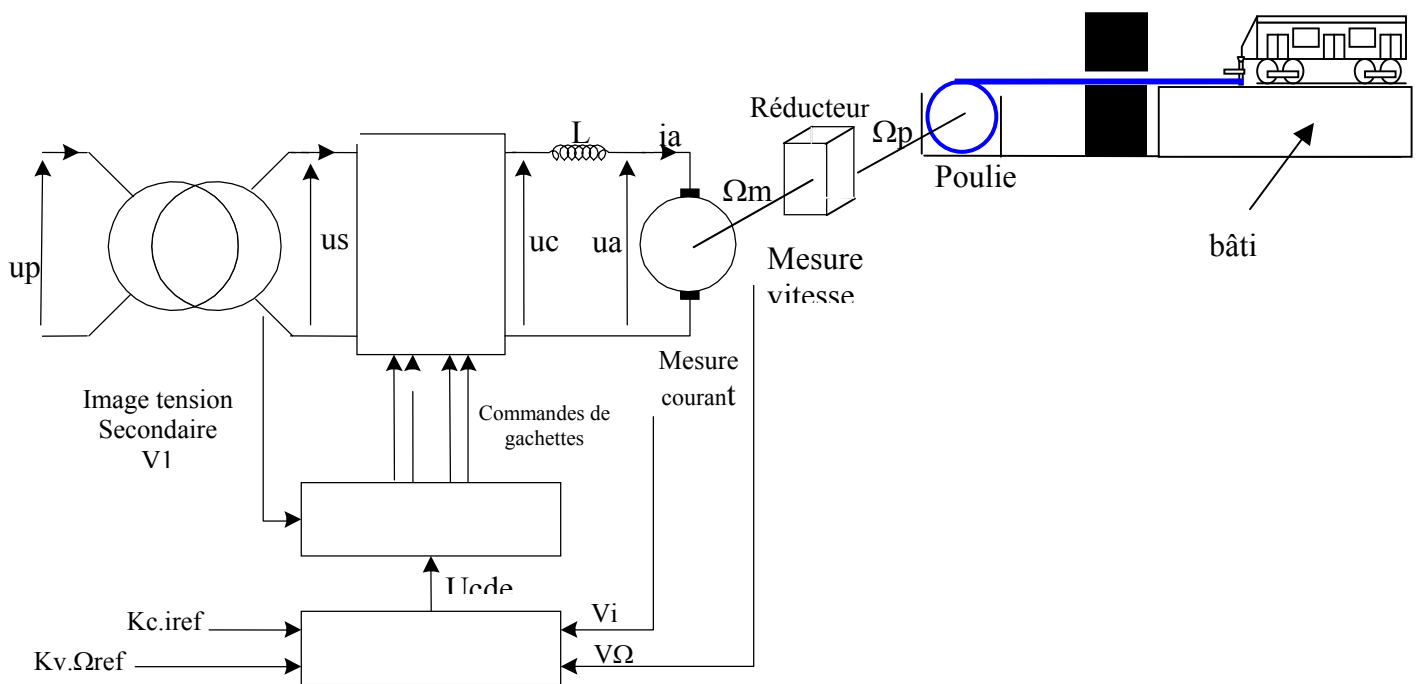 Réducteur
L
ia
Ωp
Poulie
Ωm
bâti
up
us
uc
ua
Mesure
vitesse
Mesure
courant
Image tension
Secondaire
V1
Commandes de
gachettes
Ucde
Kc.iref
Vi
Kv.Ωref
VΩ